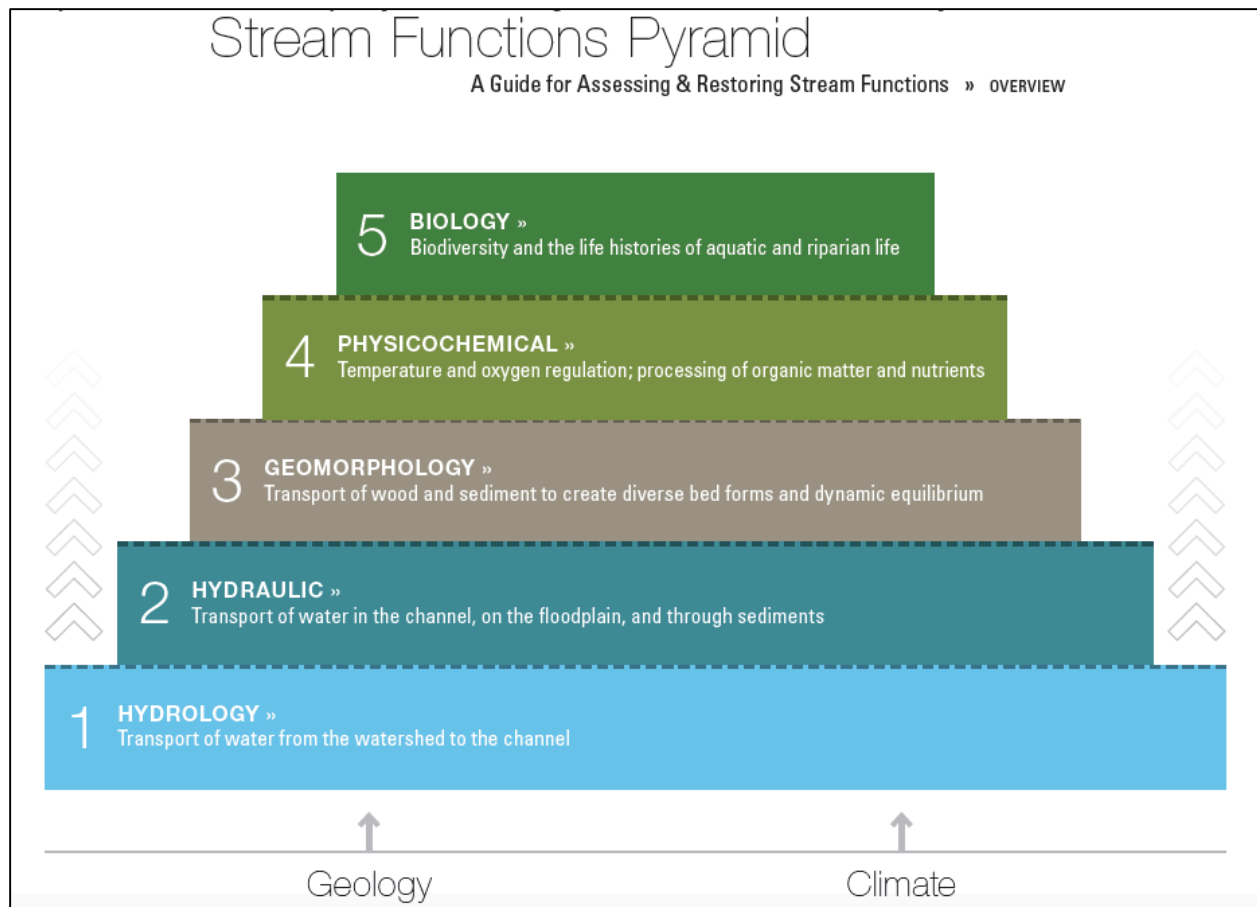 Stream Functions Pyramid
A Guide for Assessing & Restoring Stream Functions » OVERVIEW
5 BIOLOGY »
Biodiversity and the life histories of aquatic and riparian life
4 PHYSICOCHEMICAL »
Temperature and oxygen regulation; processing of organic matter and nutrients
3 GEOMORPHOLOGY »
Transport of wood and sediment to create diverse bed forms and dynamic equilibrium
2 HYDRAULIC »
Transport of water in the channel, on the floodplain, and through sediments
1 HYDROLOGY »
Transport of water from the watershed to the channel
Geology
Climate